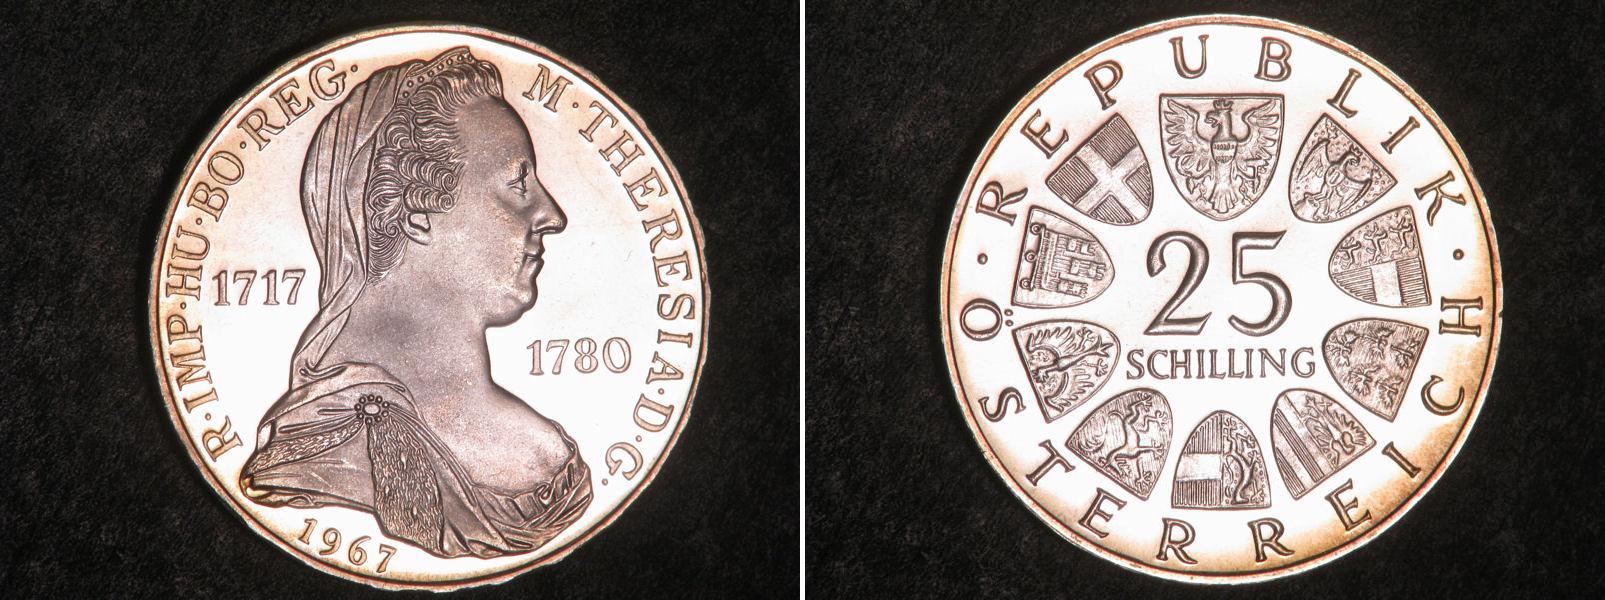 R·IMP·HU·BO·REG·
M·THERESIA·D·G·
1717
1780
1967
REPUBLIK · ÖSTERREICH ·
25
SCHILLING